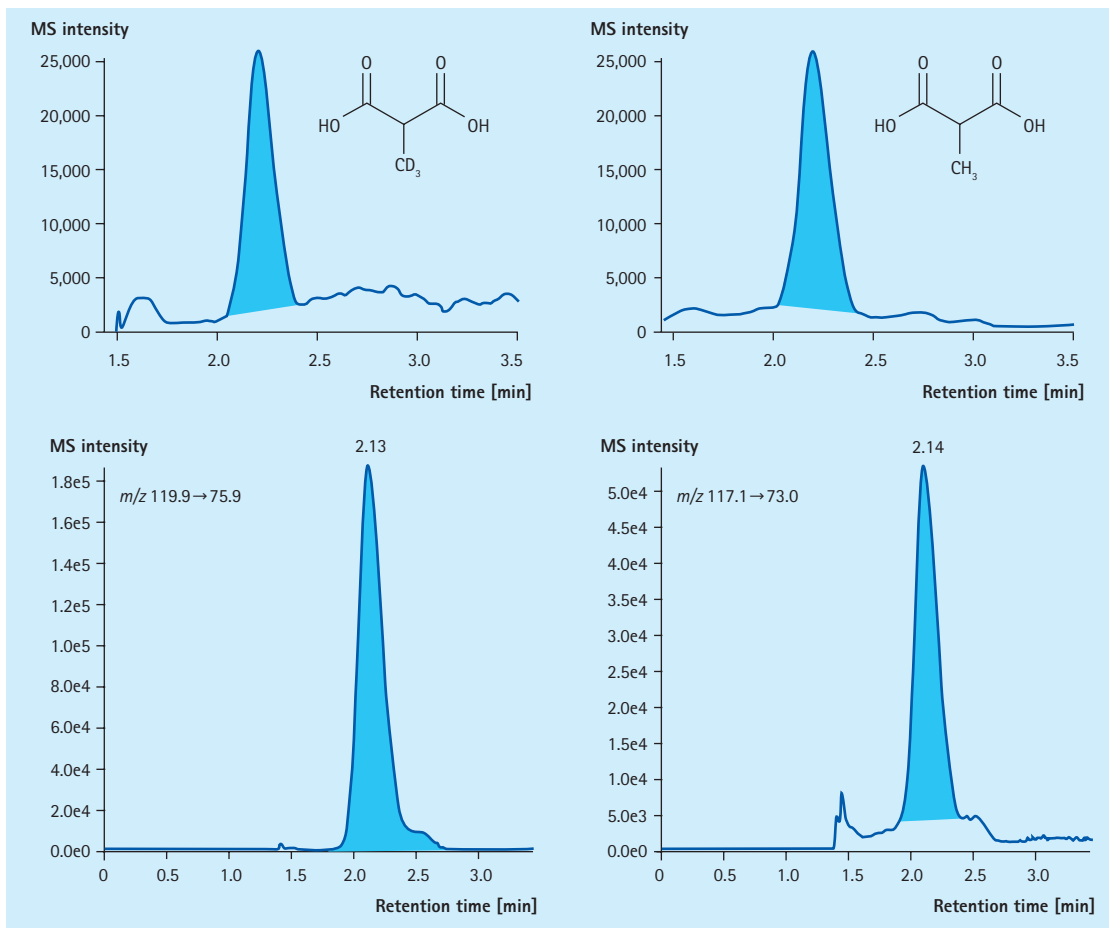 MS intensity
25,000
20,000
15,000
10,000
5,000
0
1.5 2.0 2.5 3.0 3.5
Retention time [min]
O O
HO OH
CD3
MS intensity
25,000
20,000
15,000
10,000
5,000
0
1.5 2.0 2.5 3.0 3.5
Retention time [min]
O O
HO OH
CH3
MS intensity
2.13
m/z 119.9→75.9
1.8e5
1.6e5
1.4e5
1.2e5
1.0e5
8.0e4
6.0e4
4.0e4
2.0e4
0.0e0
0 0.5 1.0 1.5 2.0 2.5 3.0
Retention time [min]
MS intensity
2.14
m/z 117.1→73.0
5.0e4
4.5e4
4.0e4
3.5e4
3.0e4
2.5e4
2.0e4
1.5e4
1.0e4
5.0e3
0.0e0
0 0.5 1.0 1.5 2.0 2.5 3.0
Retention time [min]